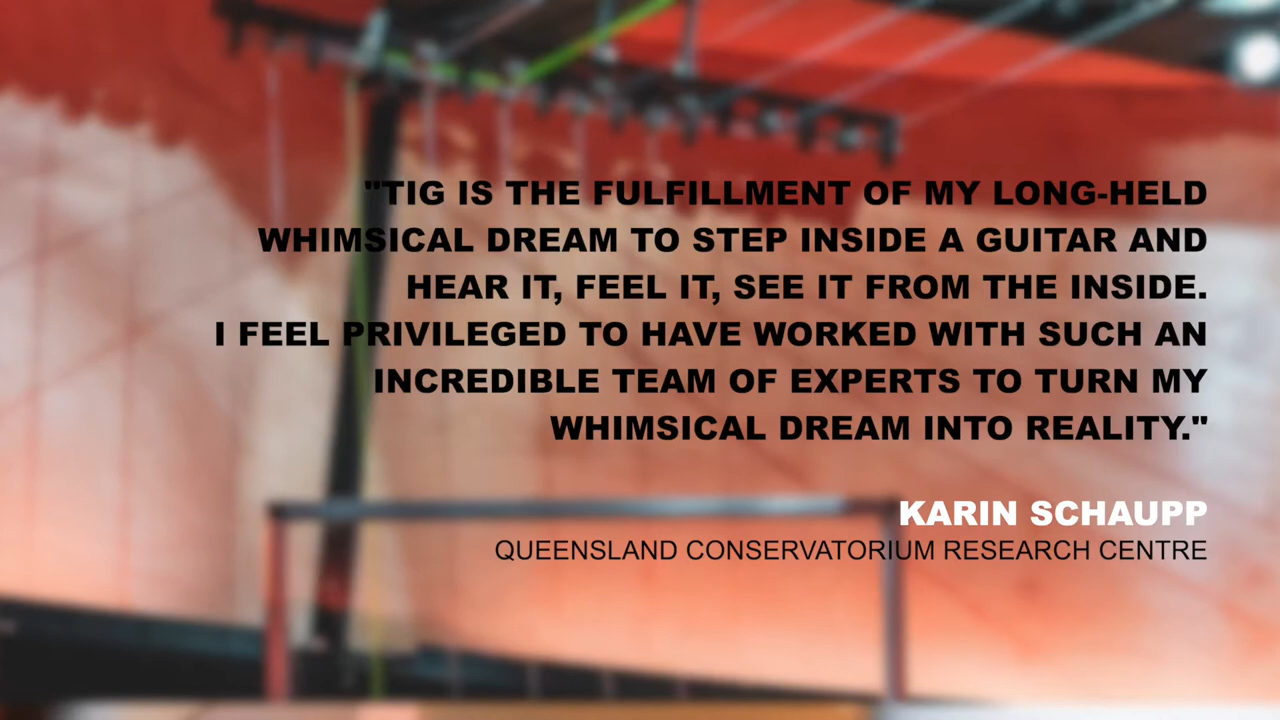 "TIG IS THE FULFILLMENT OF MY LONG-HELD
WHIMSICAL DREAM TO STEP INSIDE A GUITAR AND
HEAR IT, FEEL IT, SEE IT FROM THE INSIDE.
I FEEL PRIVILEGED TO HAVE WORKED WITH SUCH AN
INCREDIBLE TEAM OF EXPERTS TO TURN MY
WHIMSICAL DREAM INTO REALITY."
KARIN SCHAUPP
QUEENSLAND CONSERVATORIUM RESEARCH CENTRE